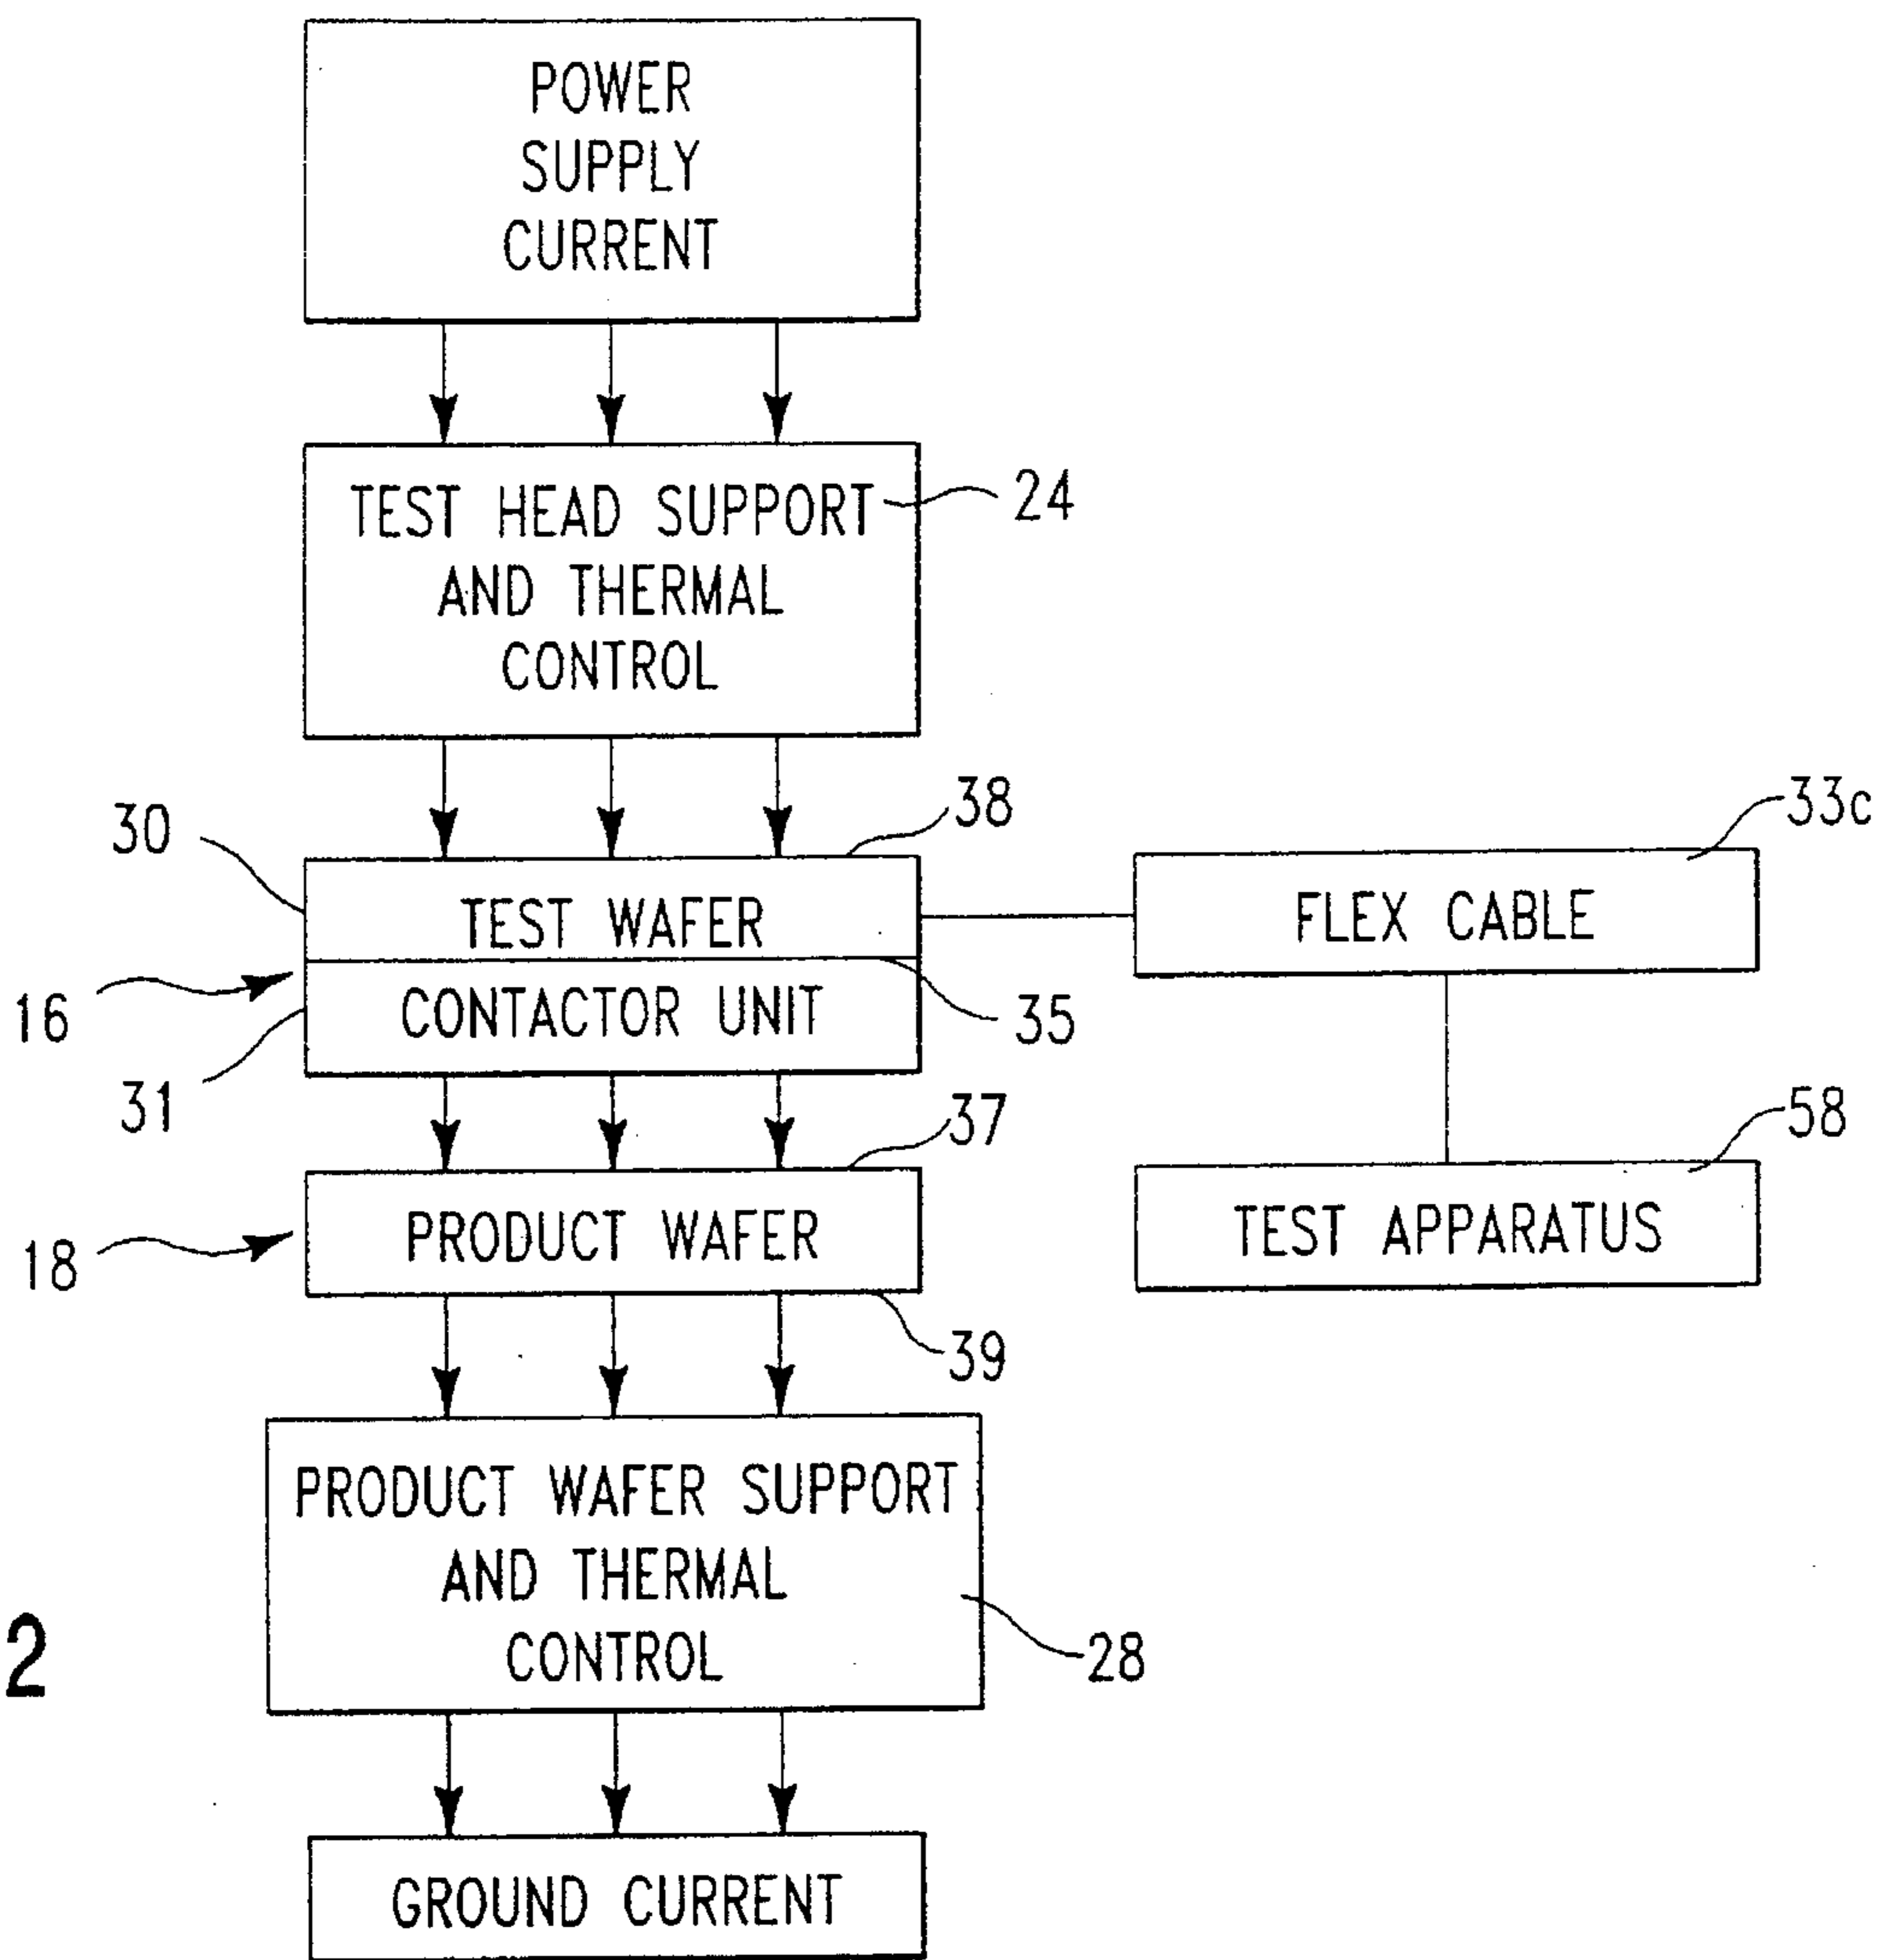 POWER
SUPPLY
CURRENT
TEST HEAD SUPPORT
AND THERMAL
CONTROL
24
38
33c
30
TEST WAFER
FLEX CABLE
16
CONTACTOR UNIT
35
31
37
58
PRODUCT WAFER
TEST APPARATUS
18
39
PRODUCT WAFER SUPPORT
AND THERMAL
CONTROL
28
2
GROUND CURRENT